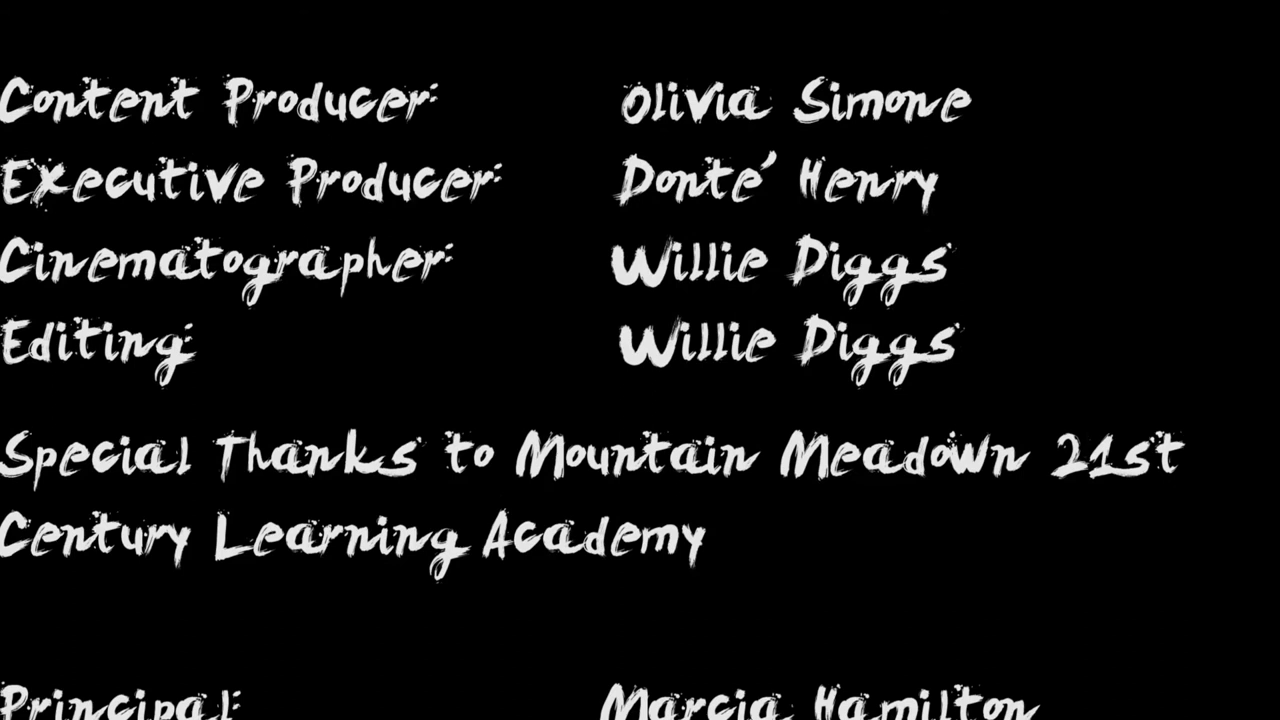 Content Producer: Olivia Simone
Executive Producer: Donte' Henry
Cinematographer: Willie Diggs
Editing: Willie Diggs
Special Thanks to Mountain Meadown 21st
Century Learning Academy
Principal: Marcia Hamilton